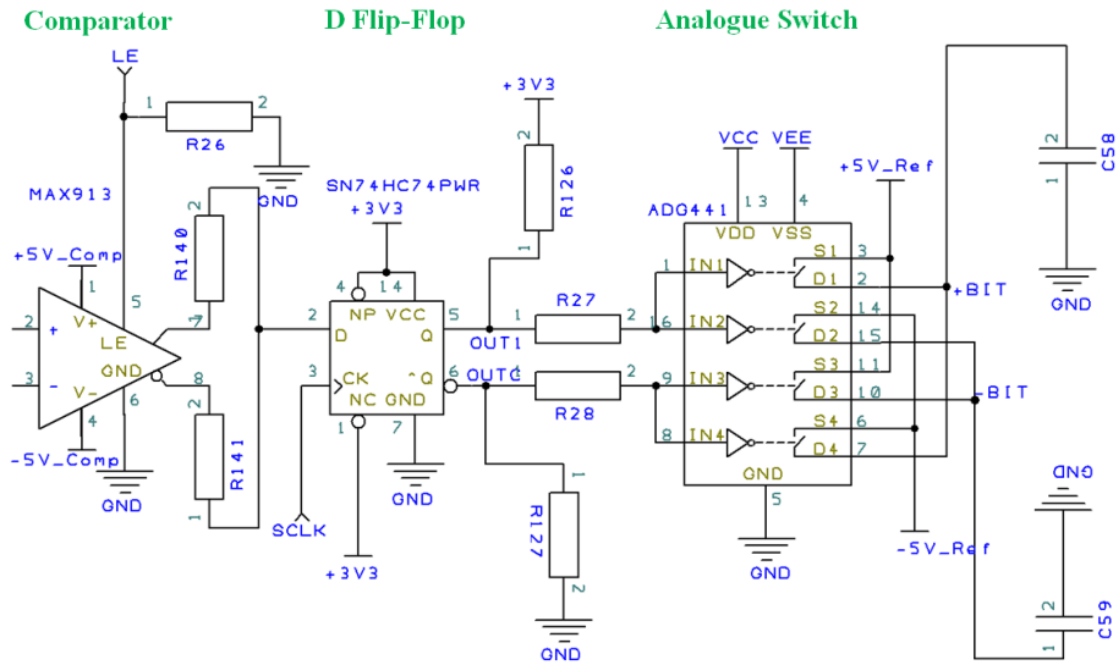 Comparator D Flip-Flop Analogue Switch
LE
+3V3
1 2
R26
GND
MAX913
2
R140
1
+5V_Comp
1
V+
5
2
+
LE
7
3
-
GND
8
V-
4
6
-5V_Comp
GND
2
R141
1
SN74HC74PWR
+3V3
4 14
NP VCC
2
D
Q
5
3
CK
^Q
6
NC GND
1
7
SCLK
+3V3
GND
2
R126
1
OUT1
OUTC
1 R27 2
1 R28 2
1
R127
2
GND
VCC VEE
ADG441
13 4
VDD VSS
+5V_Ref
1 IN1
S1 3
D1 2
16 IN2
S2 14
D2 15
9 IN3
S3 11
D3 10
8 IN4
S4 6
D4 7
GND
5
GND
+BIT
-BIT
-5V_Ref
2
C58
1
GND
GND
2
C59
1